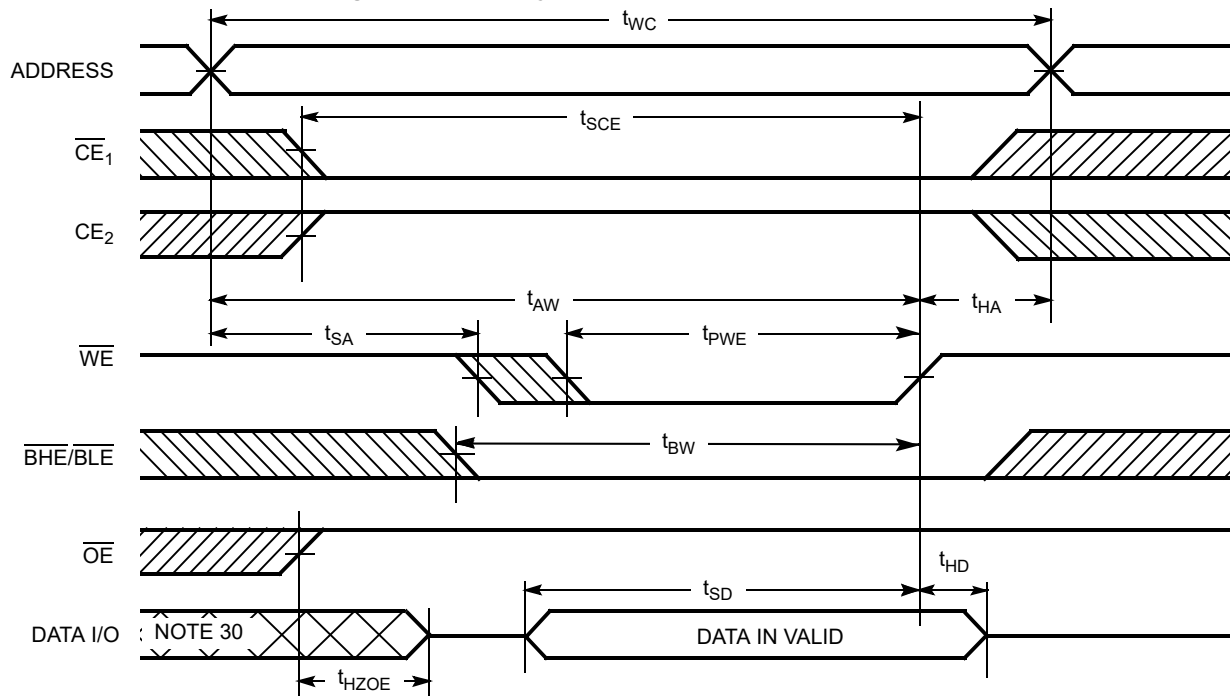 tWC
ADDRESS
tSCE
CE1
CE2
tAW
tHA
tSA
tPWE
WE
tBW
BHE/BLE
OE
tHD
tSD
DATA I/O
NOTE 30
DATA IN VALID
tHZOE